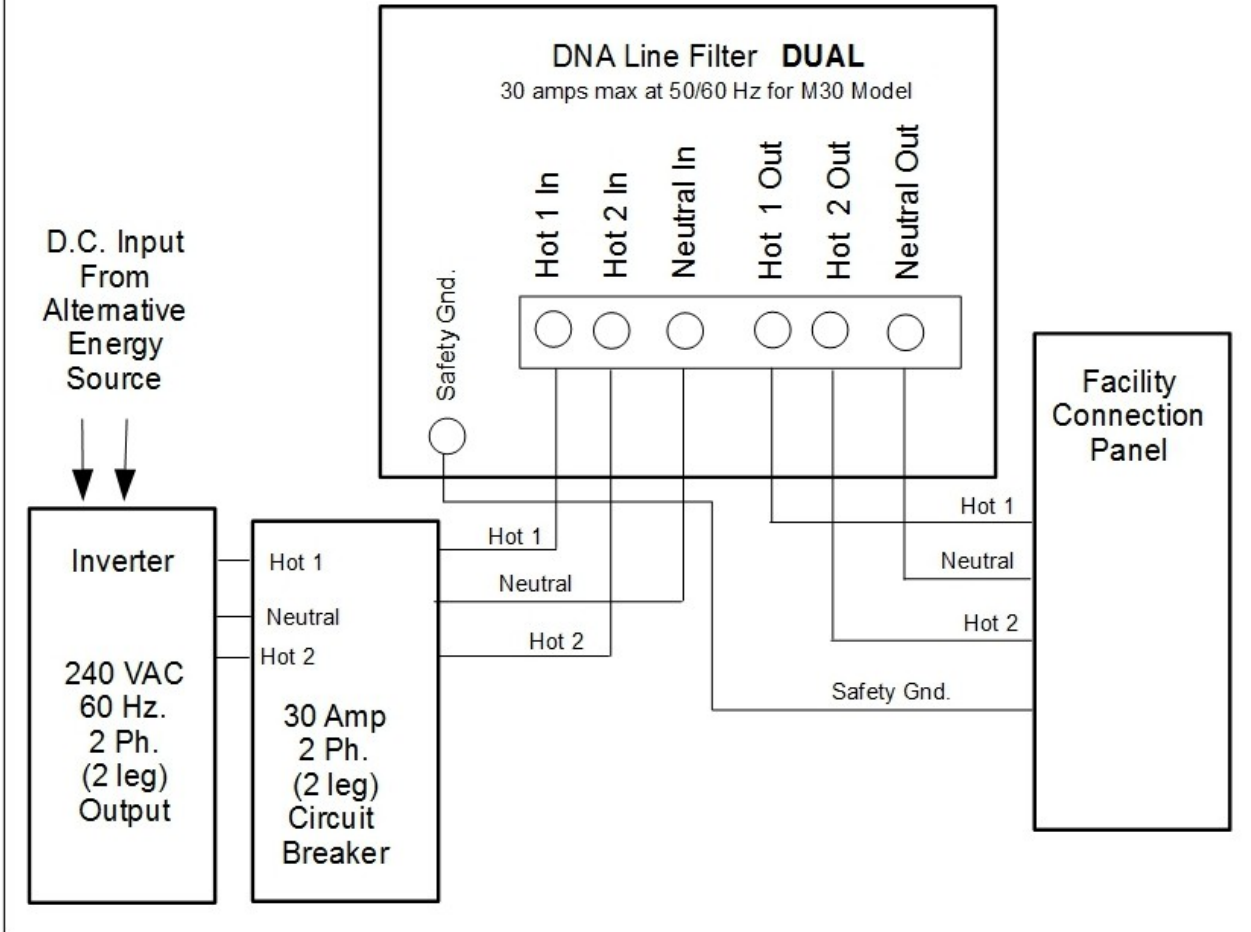 DNA Line Filter DUAL
30 amps max at 50/60 Hz for M30 Model
Hot 1 In
Hot 2 In
Neutral In
Hot 1 Out
Hot 2 Out
Neutral Out
Safety Gnd.
D.C. Input
From
Alternative
Energy
Source
Inverter
240 VAC
60 Hz.
2 Ph.
(2 leg)
Output
Hot 1
Neutral
Hot 2
30 Amp
2 Ph.
(2 leg)
Circuit
Breaker
Hot 1
Neutral
Hot 2
Hot 1
Neutral
Hot 2
Safety Gnd.
Facility
Connection
Panel